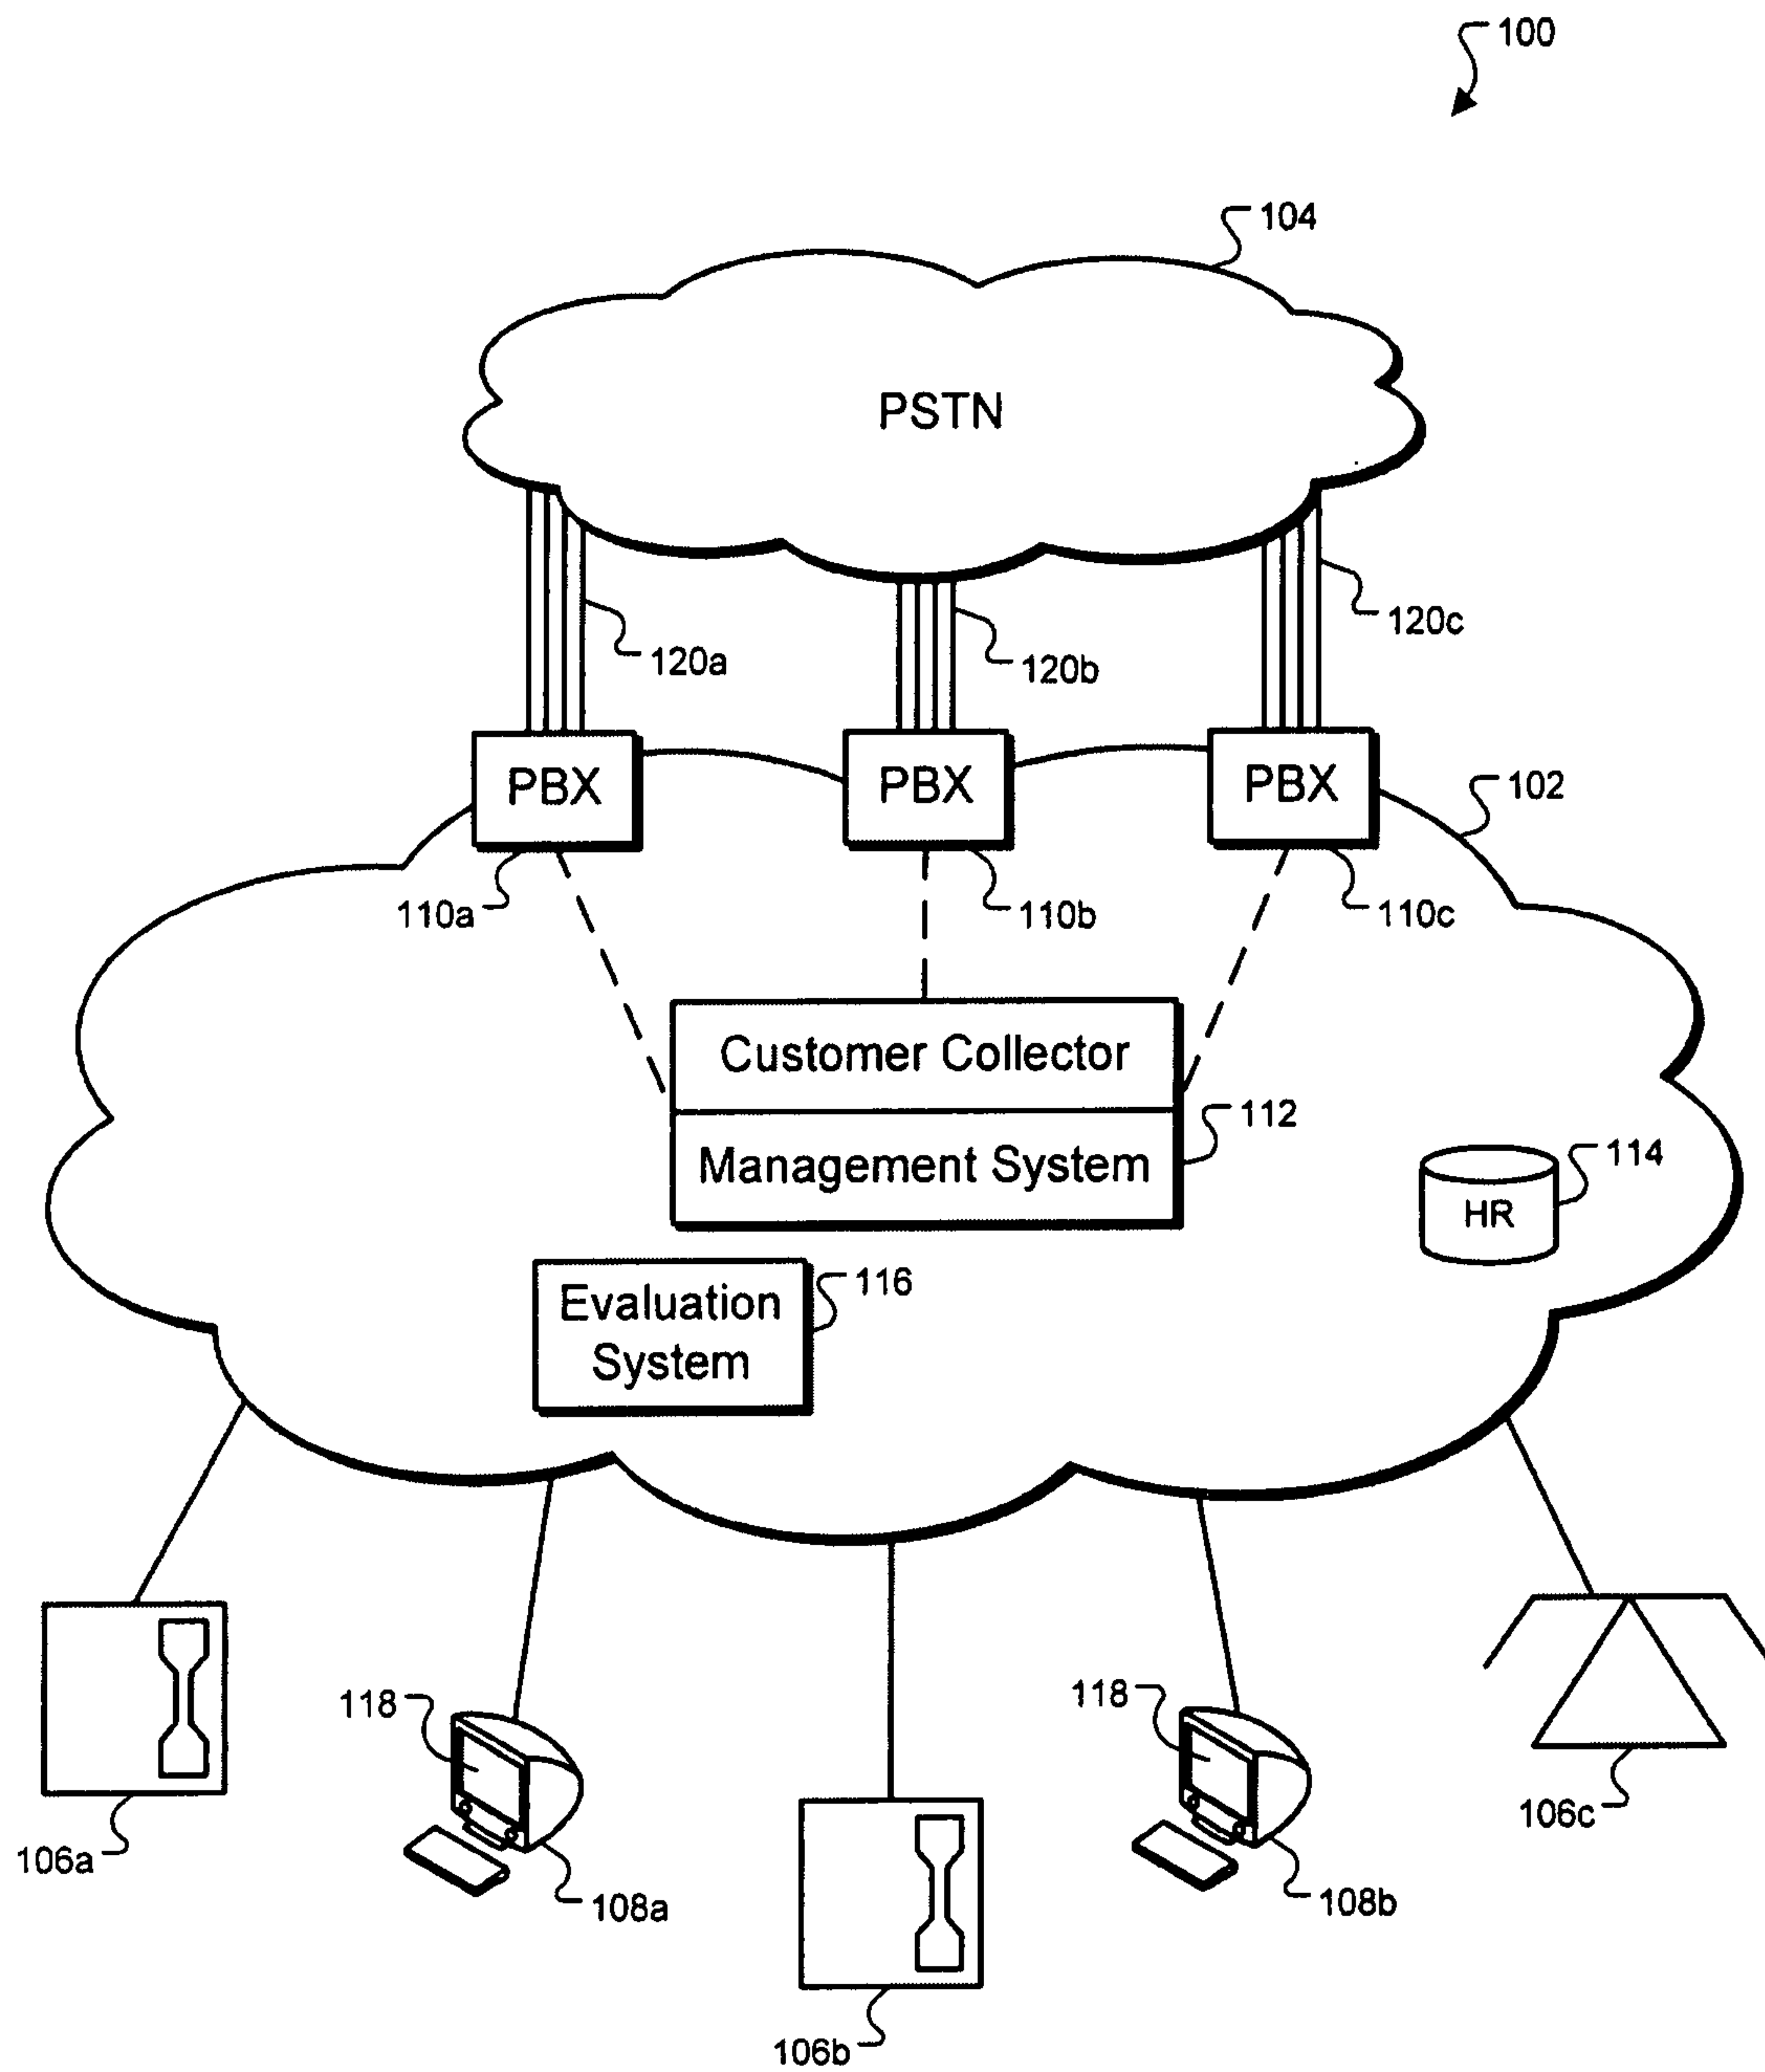 100
104
PSTN
120a
120b
120c
PBX
PBX
PBX
102
110a
110b
110c
Customer Collector
Management System
112
114
HR
Evaluation
System
116
118
118
106a
108a
106b
108b
106c